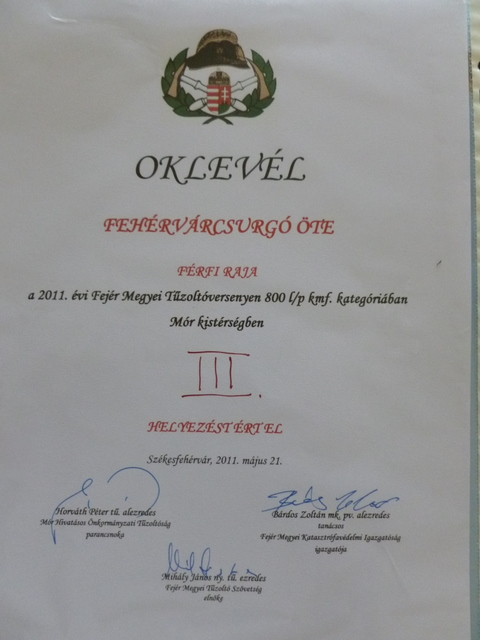 OKLEVÉL
FEHÉRVÁRCSURGÓ ÖTE
FÉRFI RAJA
a 2011. évi Fejér Megyei Tűzoltóversenyen 800 l/p kmf. kategóriában
Mór kistérségben
III.
HELYEZÉST ÉRT EL
Székesfehérvár, 2011. május 21.
Horváth Péter tű. alezredes
Mór Hivatásos Önkormányzati Tűzoltóság
parancsnoka
Bárdos Zoltán mk. pv. alezredes
tanácsos
Fejér Megyei Katasztrófavédelmi Igazgatóság
igazgatója
Mihály János ny. tű. ezredes
Fejér Megyei Tűzoltó Szövetség
elnöke